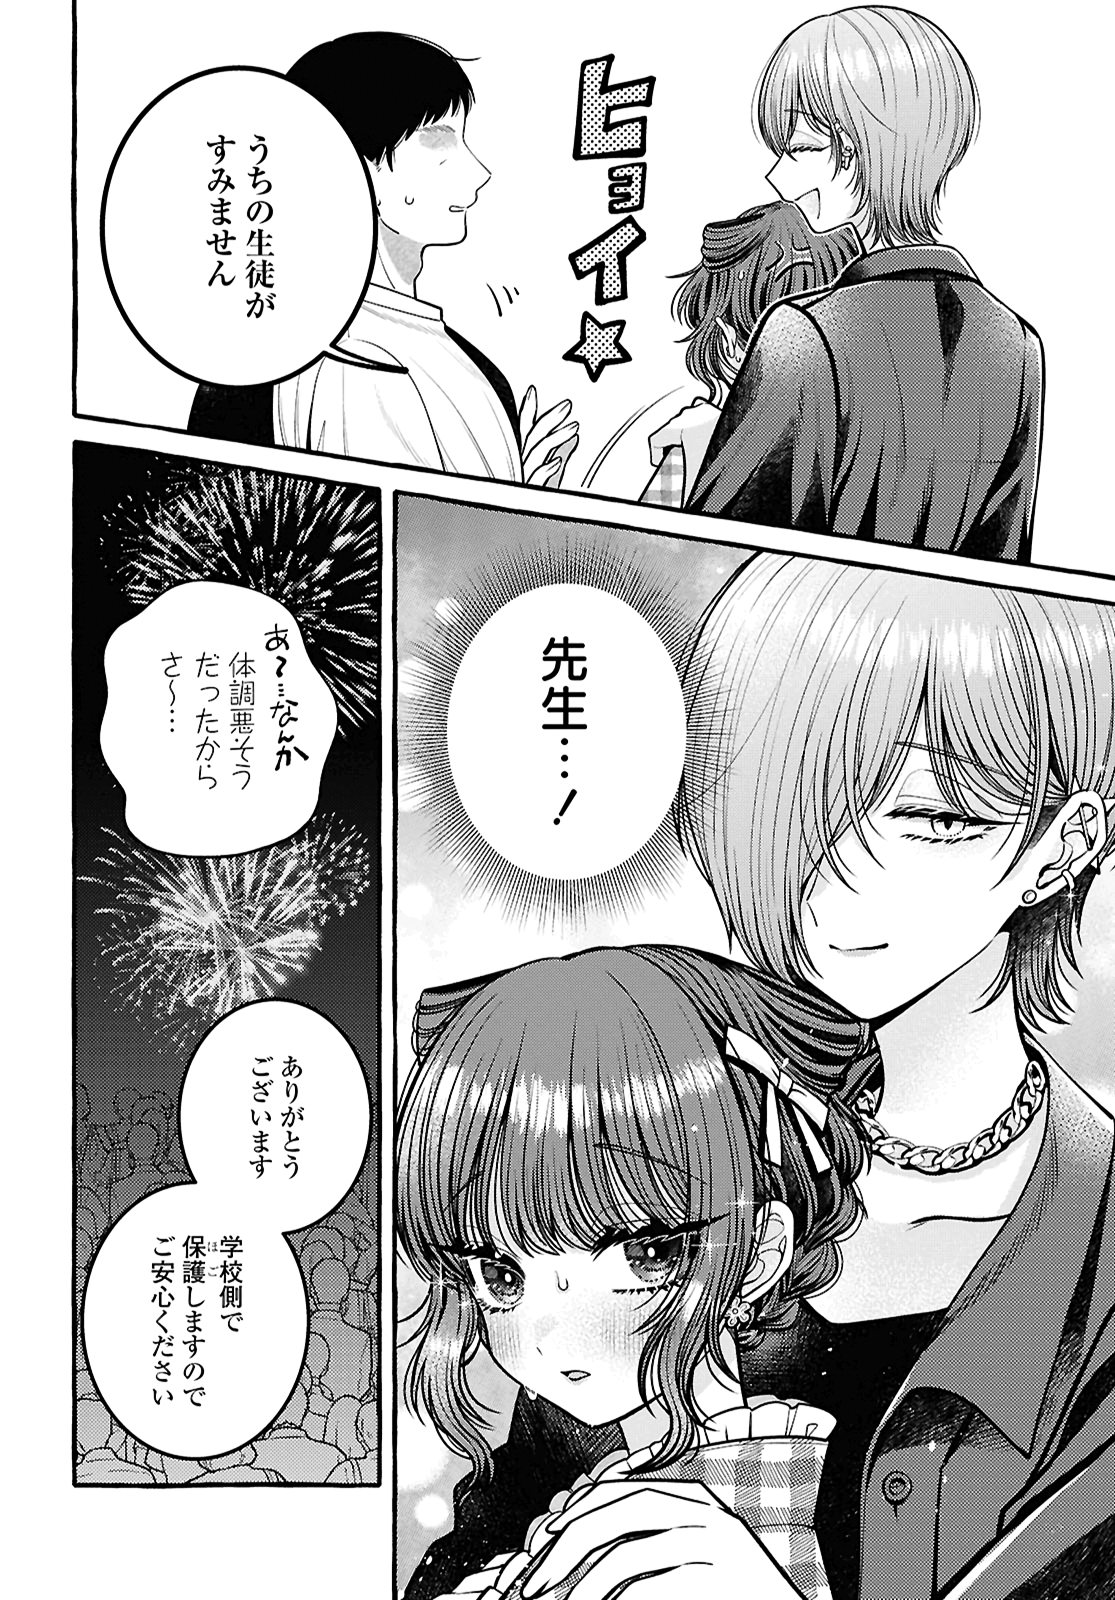 ヒョイ☆
うちの生徒が
すみません
先生…！
あ〜…なんか
体調悪そう
だったから
さ〜…
ありがとう
ございます
学校側で
保護しますので
ほご
ご安心ください